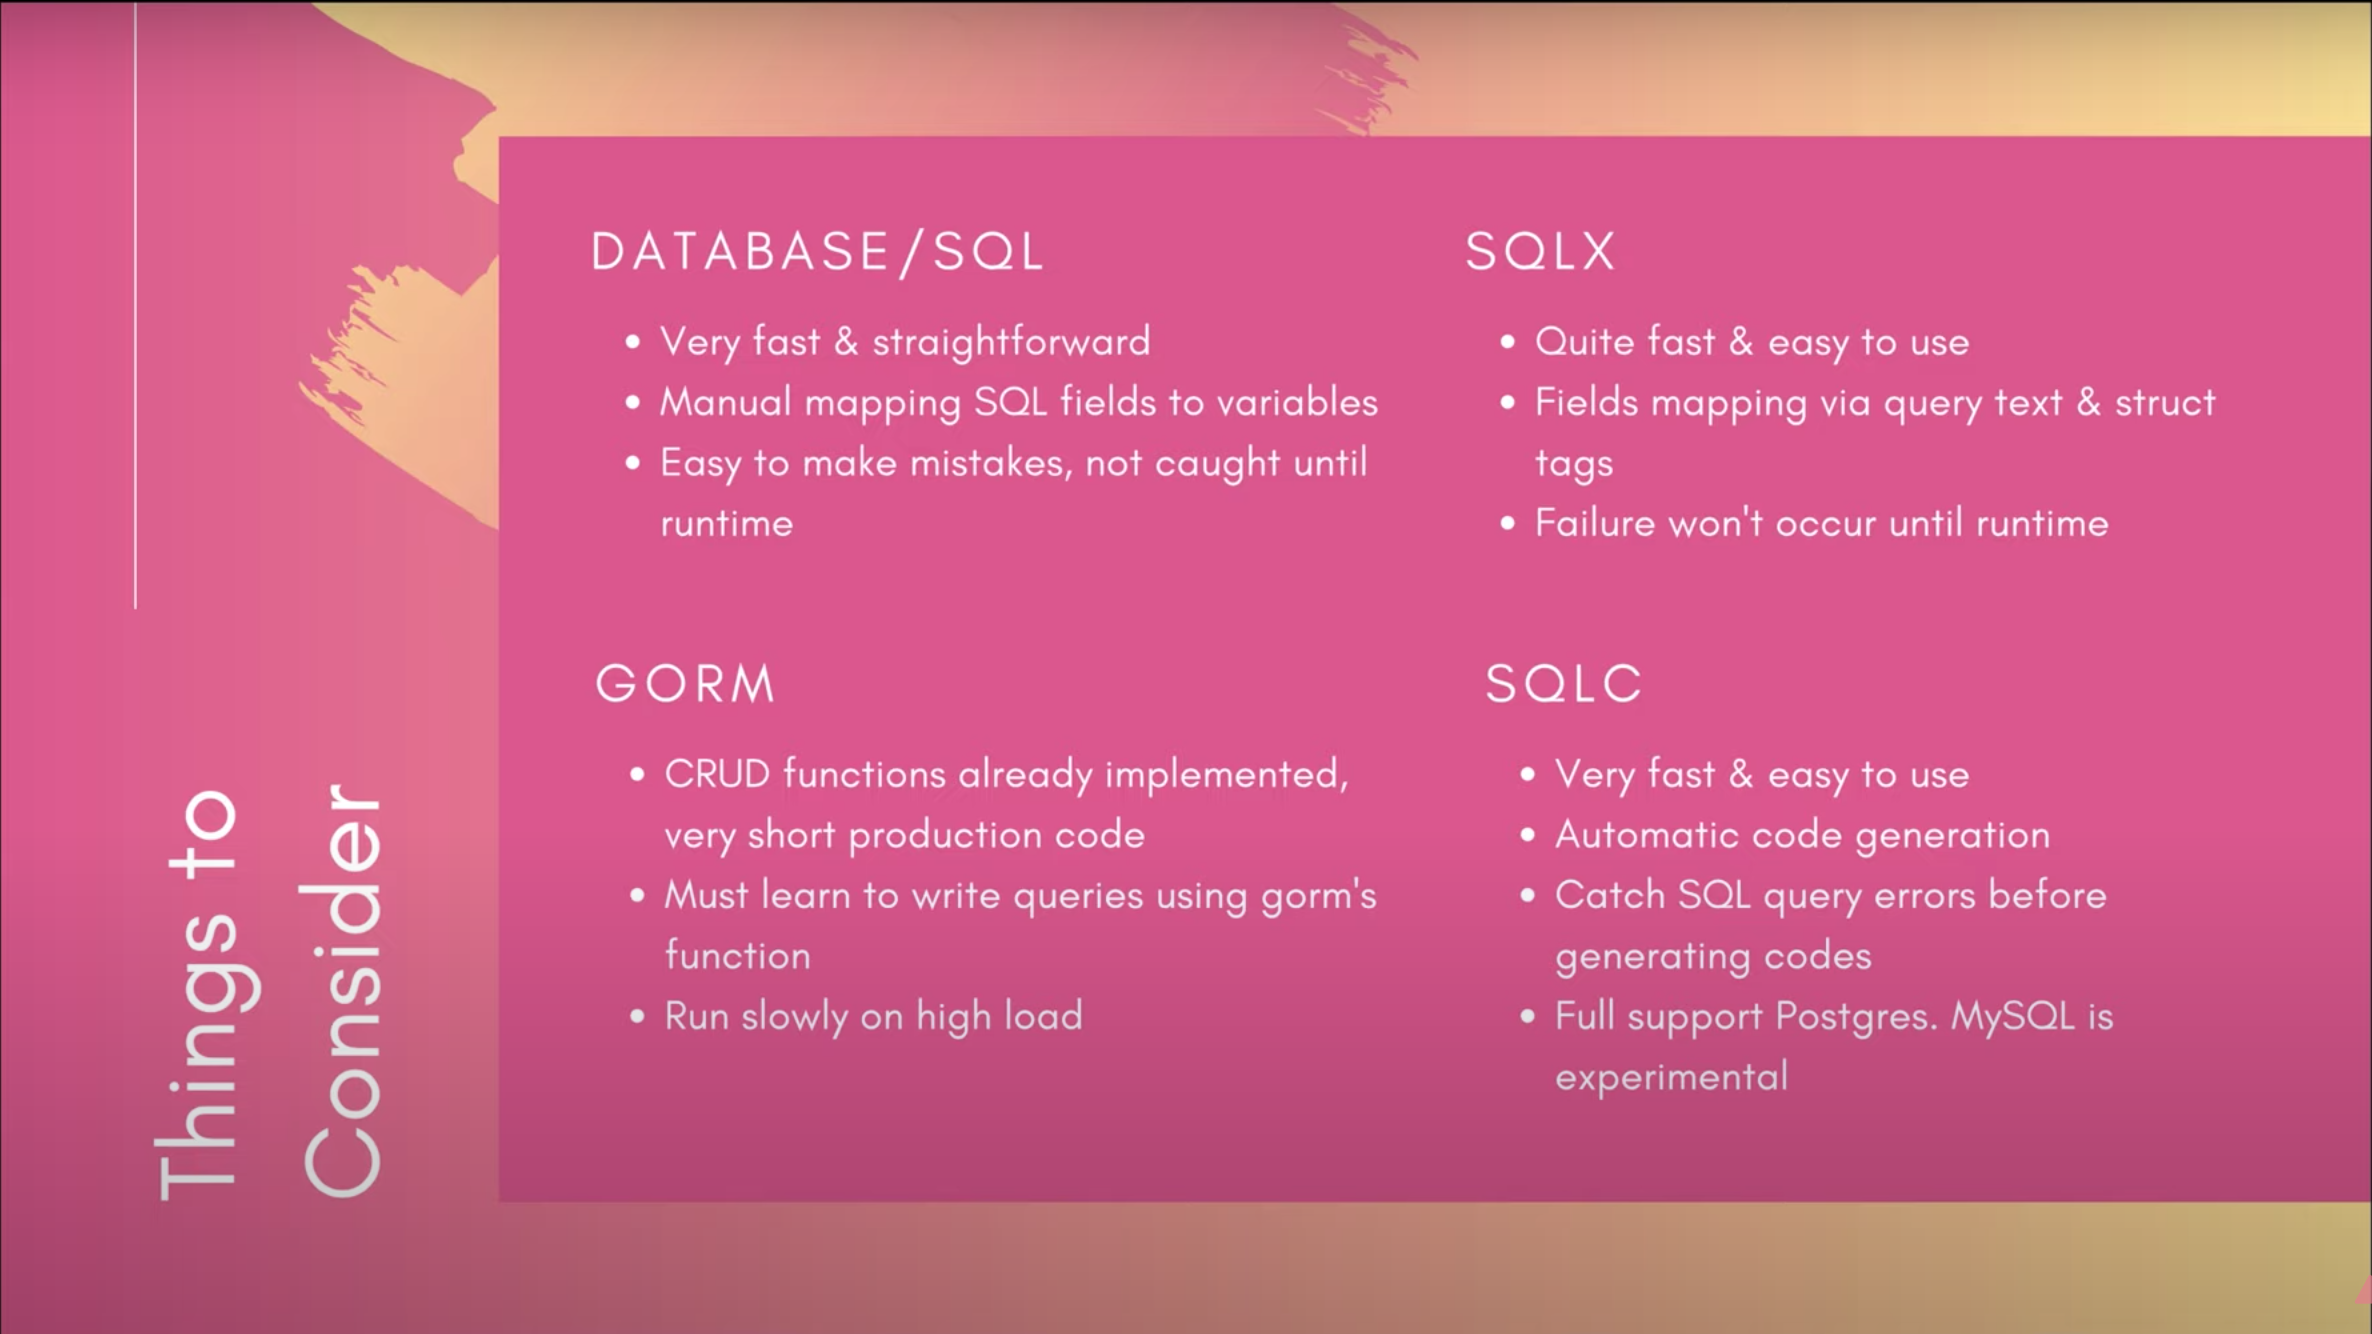 Things to
Consider
DATABASE/SQL
• Very fast & straightforward
• Manual mapping SQL fields to variables
• Easy to make mistakes, not caught until
runtime
SQLX
• Quite fast & easy to use
• Fields mapping via query text & struct
tags
• Failure won't occur until runtime
GORM
• CRUD functions already implemented,
very short production code
• Must learn to write queries using gorm's
function
• Run slowly on high load
SQLC
• Very fast & easy to use
• Automatic code generation
• Catch SQL query errors before
generating codes
• Full support Postgres. MySQL is
experimental